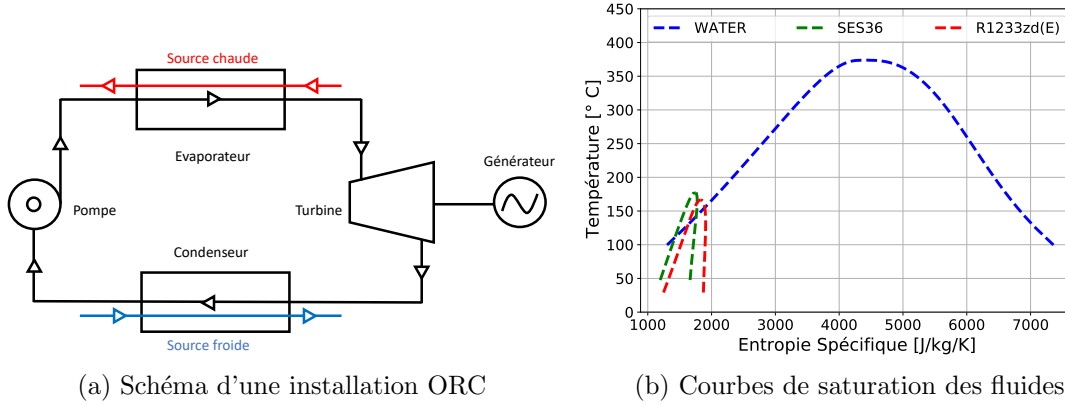 Source chaude
Evaporateur
Générateur
Pompe
Turbine
Condenseur
Source froide
(a) Schéma d'une installation ORC
WATER SES36 R1233zd(E)
Température [° C]
450
400
350
300
250
200
150
100
50
0
1000 2000 3000 4000 5000 6000 7000
Entropie Spécifique [J/kg/K]
(b) Courbes de saturation des fluides